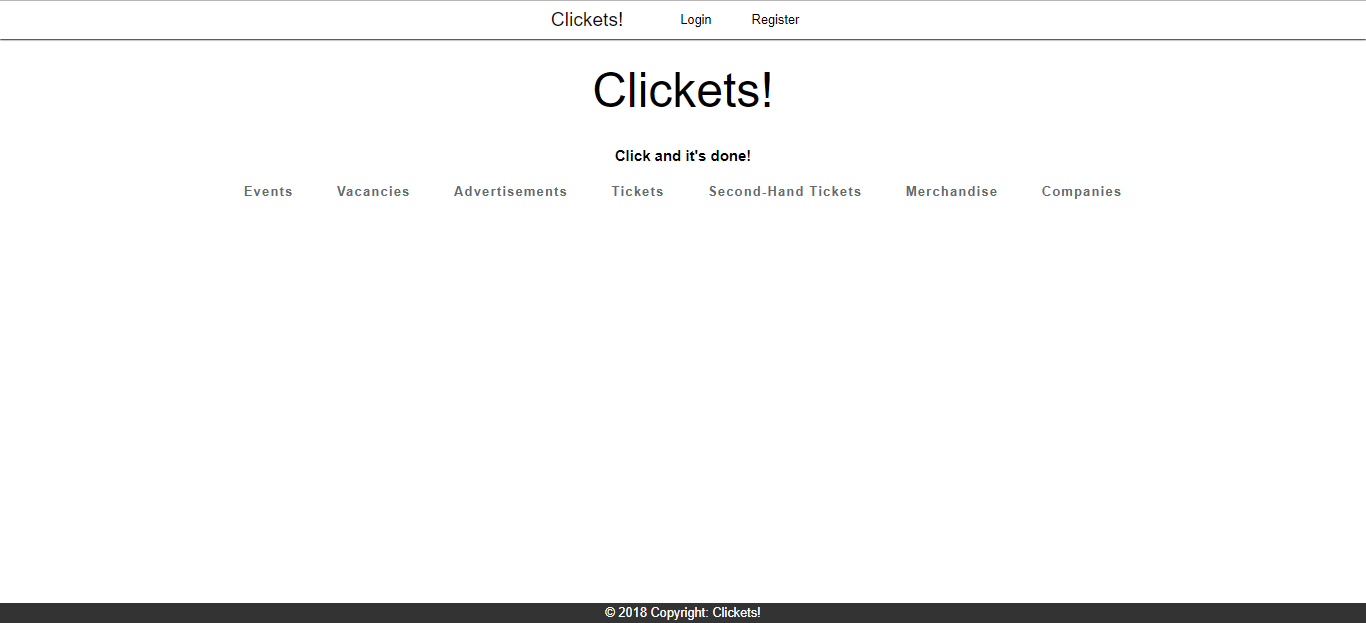 Clickets! Login Register
Clickets!
Click and it's done!
Events Vacancies Advertisements Tickets Second-Hand Tickets Merchandise Companies
© 2018 Copyright: Clickets!